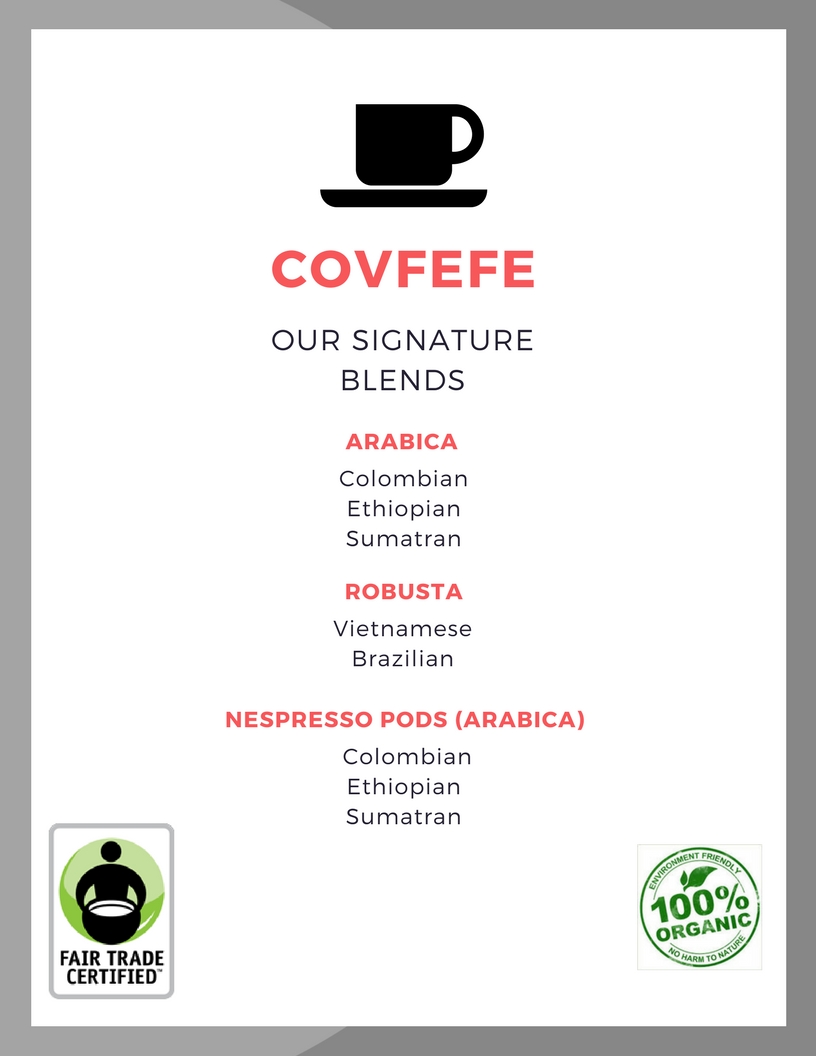 COVFEFE
OUR SIGNATURE
BLENDS
ARABICA
Colombian
Ethiopian
Sumatran
ROBUSTA
Vietnamese
Brazilian
NESPRESSO PODS (ARABICA)
Colombian
Ethiopian
Sumatran
FAIR TRADE
CERTIFIED™
ENVIRONMENT FRIENDLY
100%
ORGANIC
NO HARM TO NATURE